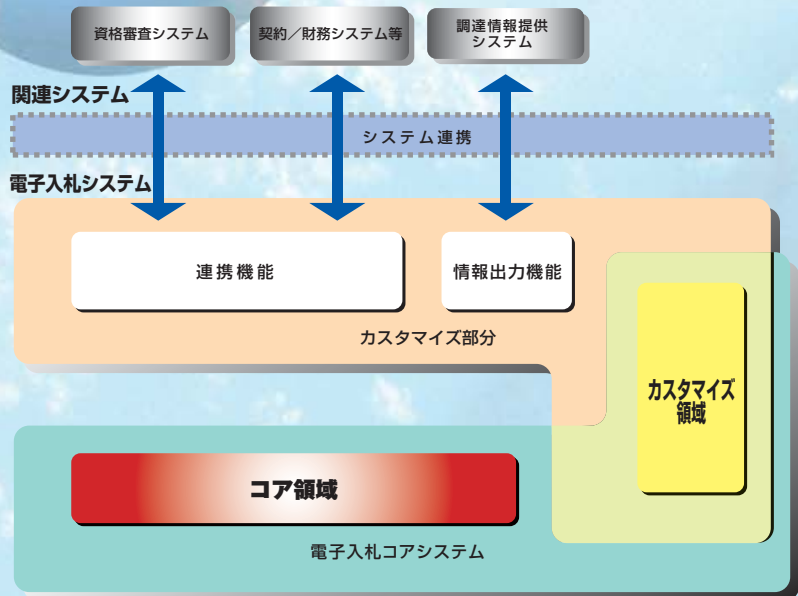 資格審査システム
契約／財務システム等
調達情報提供
システム
関連システム
システム連携
電子入札システム
連携機能
情報出力機能
カスタマイズ部分
カスタマイズ
領域
コア領域
電子入札コアシステム